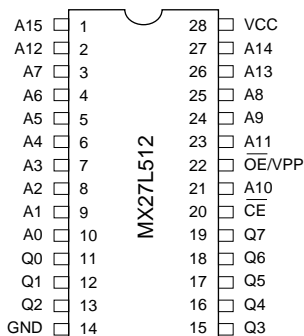 A15 1 28 VCC
A12 2 27 A14
A7 3 26 A13
A6 4 25 A8
A5 5 24 A9
A4 6 23 A11
A3 7 22 O̅E̅/VPP
A2 8 21 A10
A1 9 20 C̅E̅
A0 10 19 Q7
Q0 11 18 Q6
Q1 12 17 Q5
Q2 13 16 Q4
GND 14 15 Q3
MX27L512